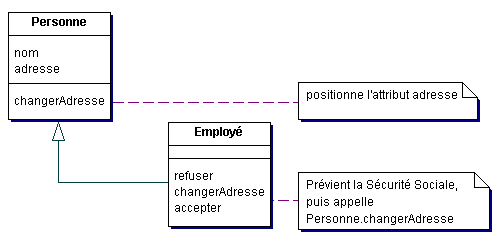 Personne
nom
adresse
changerAdresse
positionne l'attribut adresse
Employé
refuser
changerAdresse
accepter
Prévient la Sécurité Sociale,
puis appelle
Personne.changerAdresse